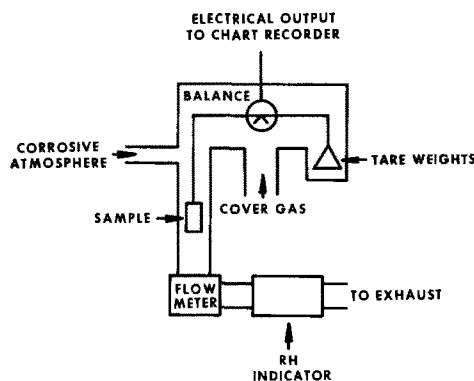 ELECTRICAL OUTPUT
TO CHART RECORDER
BALANCE
CORROSIVE
ATMOSPHERE
TARE WEIGHTS
SAMPLE
COVER GAS
FLOW
METER
TO EXHAUST
RH
INDICATOR